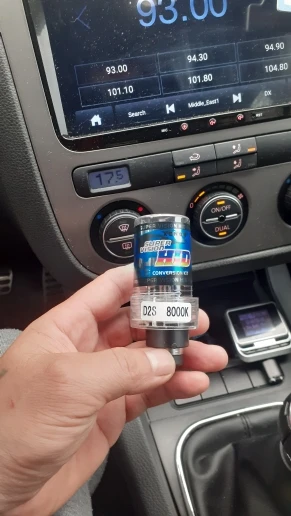 93.00
93.00
94.30
94.90
101.10
101.80
104.80
Search
Middle_East1
DX
17.5
ON/OFF
DUAL
SUPER
VISION
HID
CONVERSION KIT
D2S 8000K